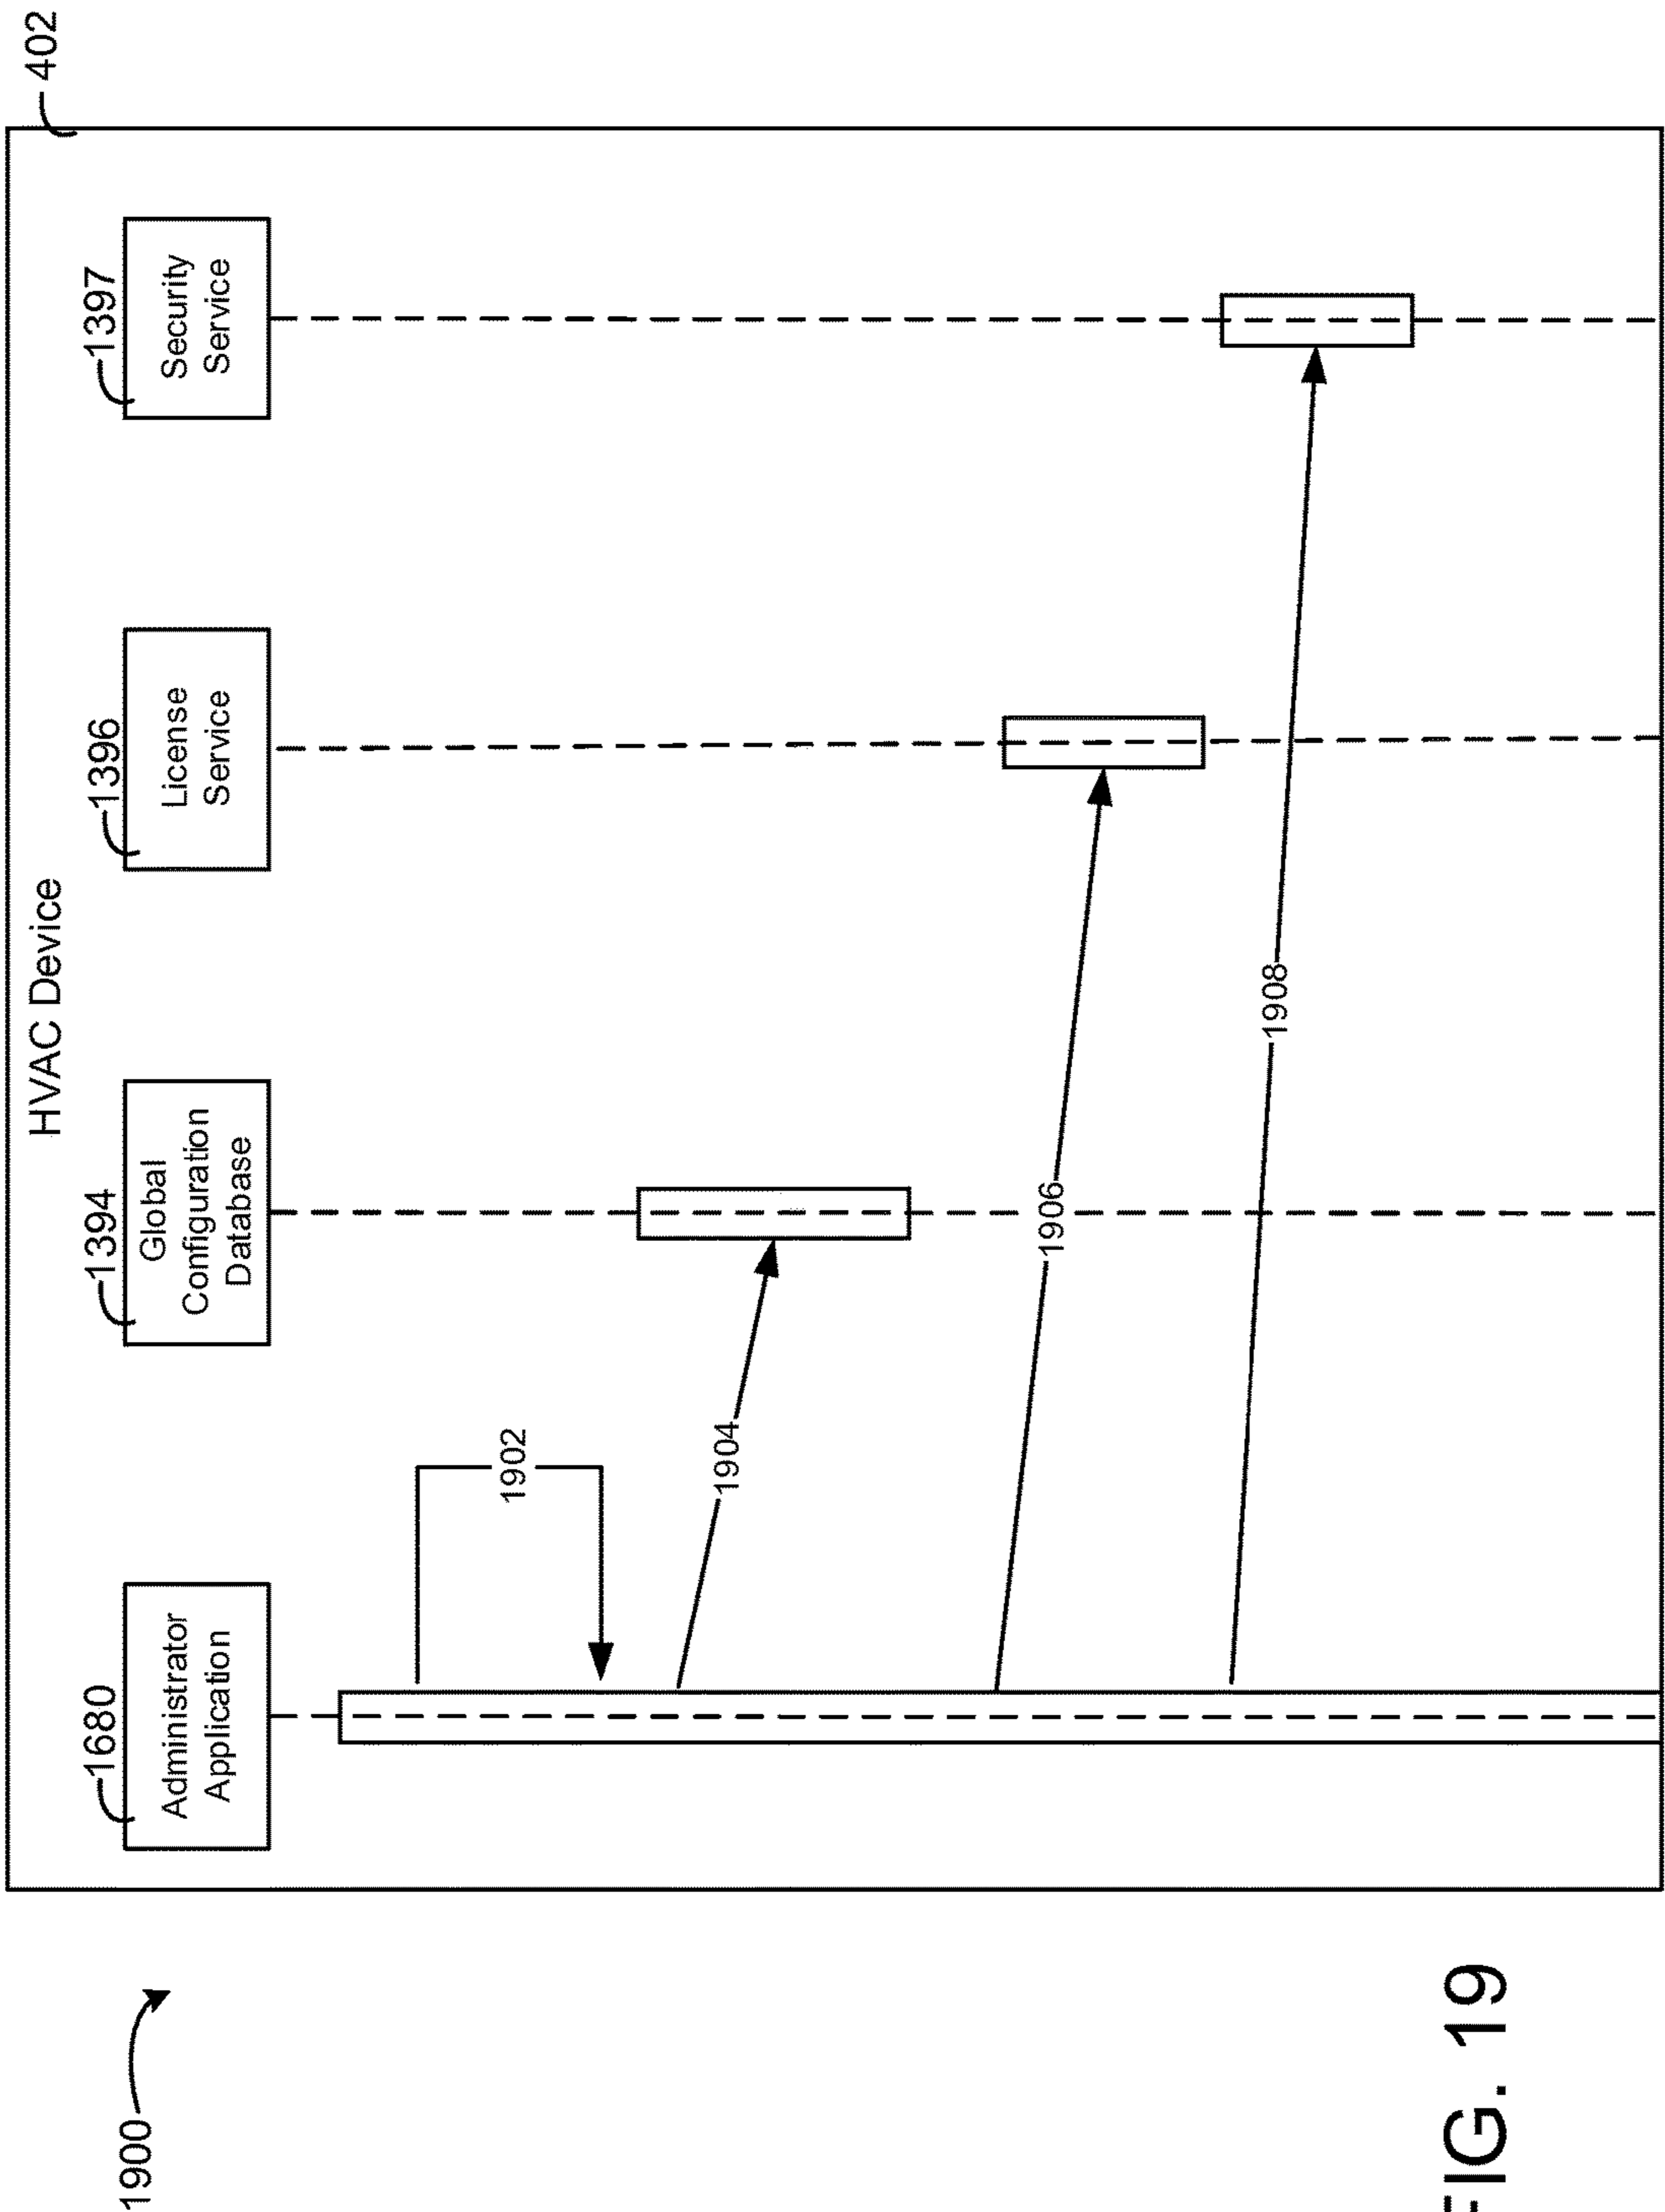 1900
HVAC Device
402
1680
Administrator
Application
1394
Global
Configuration
Database
1396
License
Service
1397
Security
Service
1902
1904
1906
1908
FIG. 19